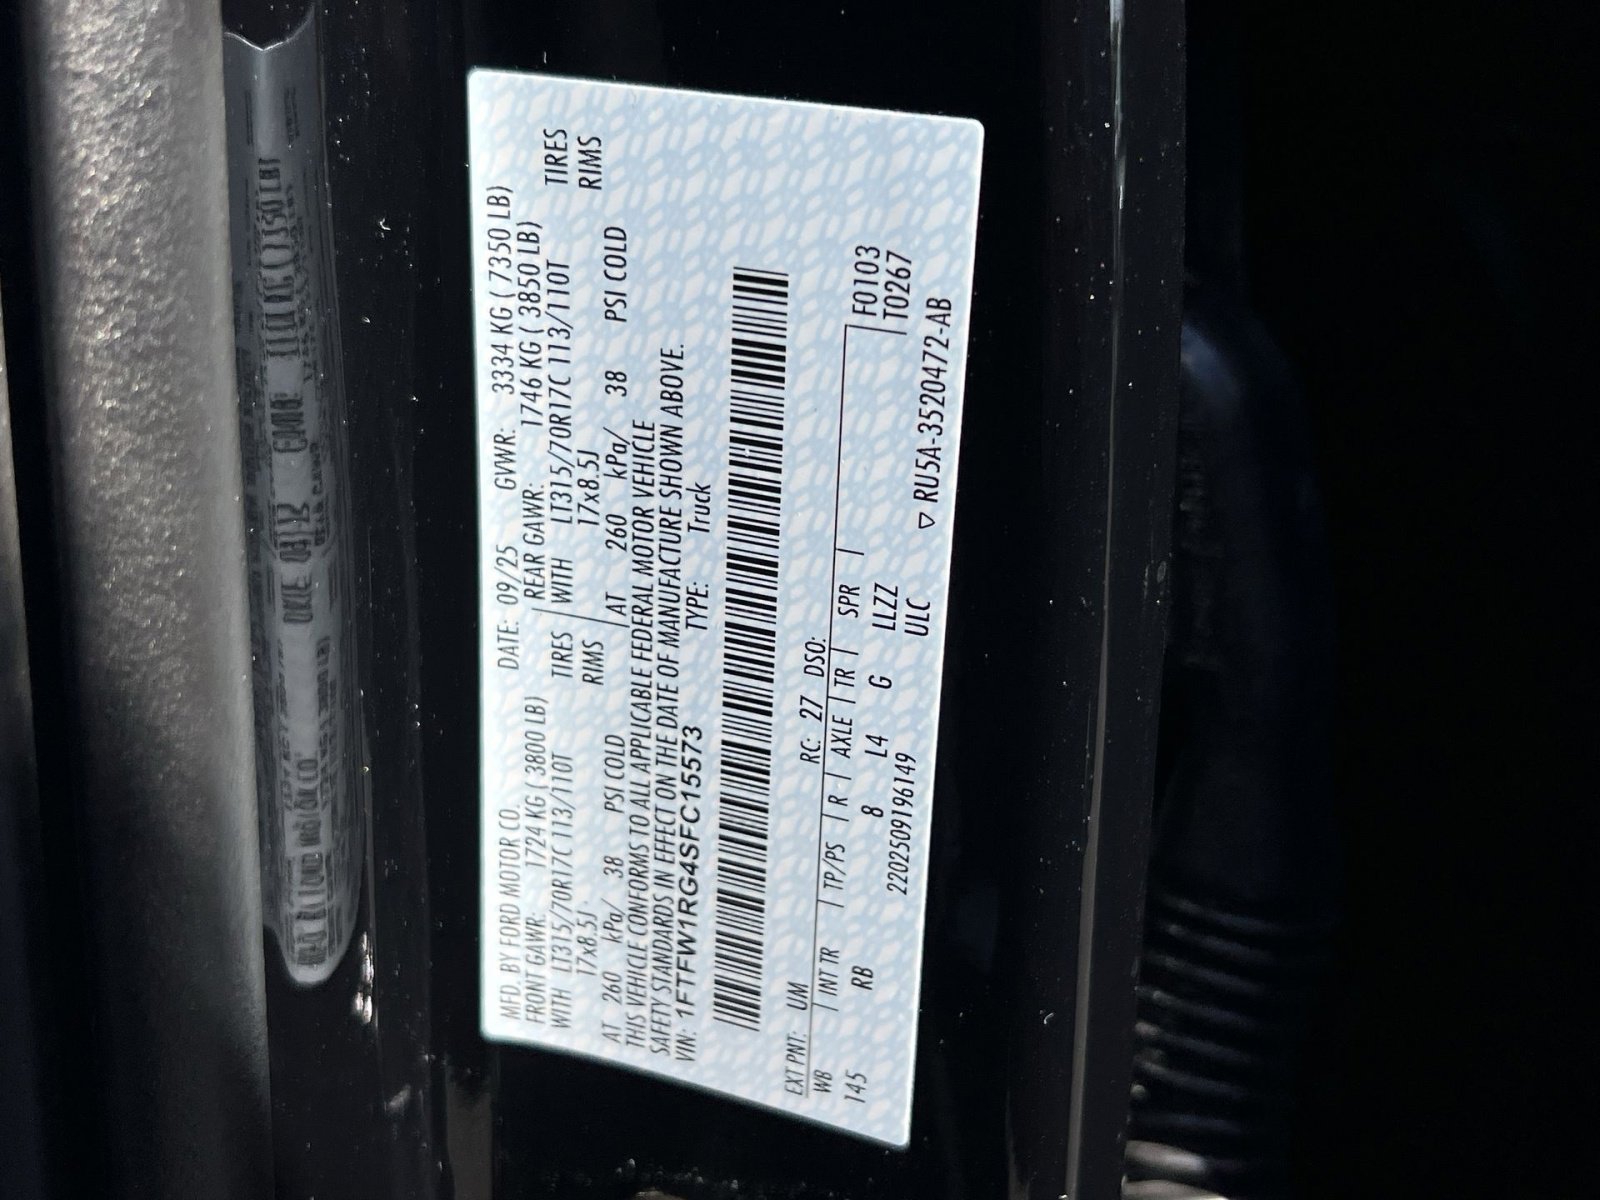 MFD. BY FORD MOTOR CO. DATE: 09/25 GVWR: 3334 KG ( 7350 LB)
FRONT GAWR: 1724 KG ( 3800 LB) REAR GAWR: 1746 KG ( 3850 LB)
WITH LT315/70R17C 113/110T TIRES WITH LT315/70R17C 113/110T TIRES
17x8.5J RIMS 17x8.5J RIMS
AT 260 kPa/ 38 PSI COLD AT 260 kPa/ 38 PSI COLD
THIS VEHICLE CONFORMS TO ALL APPLICABLE FEDERAL MOTOR VEHICLE
SAFETY STANDARDS IN EFFECT ON THE DATE OF MANUFACTURE SHOWN ABOVE.
VIN: 1FTFW1RG4SFC15573 TYPE: Truck
EXT PNT: UM RC: 27 DSO:
WB | INT TR | TP/PS | R | AXLE | TR | SPR | F0103
145 RB 8 L4 G LLZZ T0267
2202509196149 ULC
▽ RU5A-3520472-AB